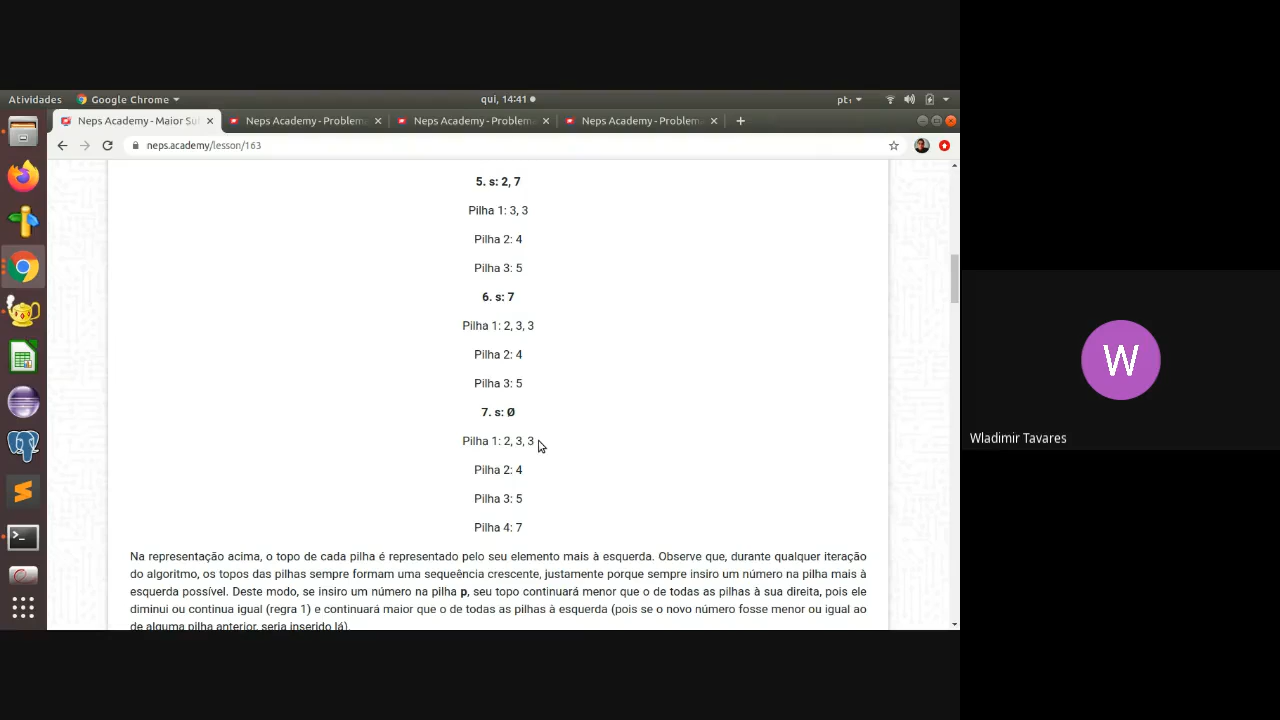 Atividades
Google Chrome
qui, 14:41
pt₁
Neps Academy - Maior Sul
Neps Academy - Problem
Neps Academy - Problem
Neps Academy - Problem
neps.academy/lesson/163
5. s: 2, 7
Pilha 1: 3, 3
Pilha 2: 4
Pilha 3: 5
6. s: 7
Pilha 1: 2, 3, 3
Pilha 2: 4
Pilha 3: 5
7. s: Ø
Pilha 1: 2, 3, 3
Pilha 2: 4
Pilha 3: 5
Pilha 4: 7
Na representação acima, o topo de cada pilha é representado pelo seu elemento mais à esquerda. Observe que, durante qualquer iteração
do algoritmo, os topos das pilhas sempre formam uma sequeência crescente, justamente porque sempre insiro um número na pilha mais à
esquerda possível. Deste modo, se insiro um número na pilha p, seu topo continuará menor que o de todas as pilhas à sua direita, pois ele
diminui ou continua igual (regra 1) e continuará maior que o de todas as pilhas à esquerda (pois se o novo número fosse menor ou igual ao
de alguma pilha anterior, seria inserido lá).
W
Wladimir Tavares